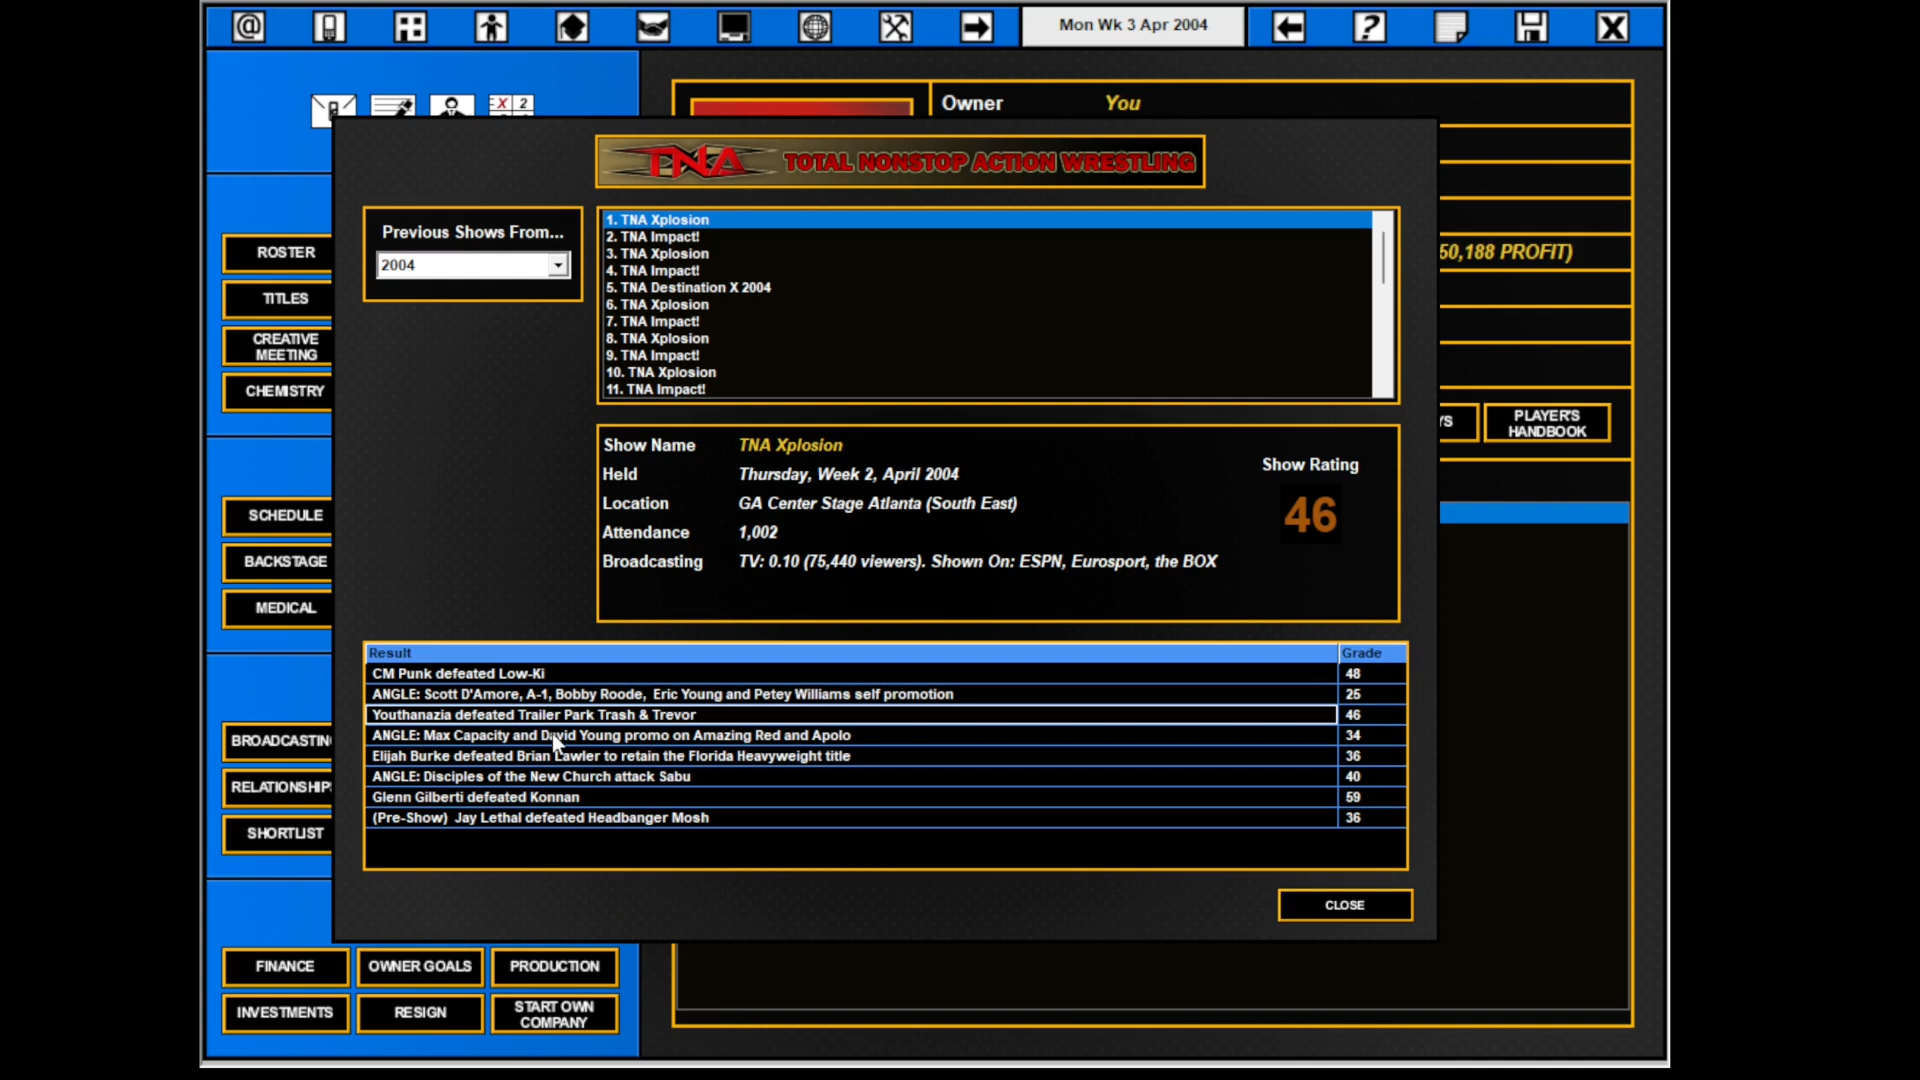 @
Mon Wk 3 Apr 2004
?
X
X 2
Owner You
TNA TOTAL NONSTOP ACTION WRESTLING
Previous Shows From...
2004
1. TNA Xplosion
2. TNA Impact!
3. TNA Xplosion
4. TNA Impact!
5. TNA Destination X 2004
6. TNA Xplosion
7. TNA Impact!
8. TNA Xplosion
9. TNA Impact!
10. TNA Xplosion
11. TNA Impact!
50,188 PROFIT)
ROSTER
TITLES
CREATIVE
MEETING
CHEMISTRY
YS
PLAYER'S
HANDBOOK
Show Name TNA Xplosion
Held Thursday, Week 2, April 2004
Location GA Center Stage Atlanta (South East)
Attendance 1,002
Broadcasting TV: 0.10 (75,440 viewers). Shown On: ESPN, Eurosport, the BOX
Show Rating
46
SCHEDULE
BACKSTAGE
MEDICAL
Result Grade
CM Punk defeated Low-Ki 48
ANGLE: Scott D'Amore, A-1, Bobby Roode, Eric Young and Petey Williams self promotion 25
Youthanazia defeated Trailer Park Trash & Trevor 46
ANGLE: Max Capacity and David Young promo on Amazing Red and Apolo 34
Elijah Burke defeated Brian Lawler to retain the Florida Heavyweight title 36
ANGLE: Disciples of the New Church attack Sabu 40
Glenn Gilberti defeated Konnan 59
(Pre-Show) Jay Lethal defeated Headbanger Mosh 36
BROADCASTIN
RELATIONSHIP
SHORTLIST
CLOSE
FINANCE
OWNER GOALS
PRODUCTION
INVESTMENTS
RESIGN
START OWN
COMPANY